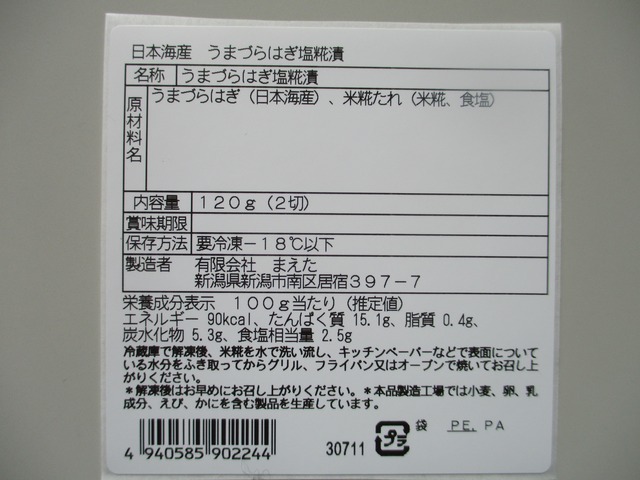 日本海産　うまづらはぎ塩糀漬
名称　うまづらはぎ塩糀漬
原材料名　うまづらはぎ（日本海産）、米糀たれ（米糀、食塩）
内容量　１２０ｇ（２切）
賞味期限
保存方法　要冷凍－１８℃以下
製造者　有限会社　まえた
新潟県新潟市南区居宿３９７－７
栄養成分表示　１００ｇ当たり（推定値）
エネルギー 90kcal、たんぱく質 15.1g、脂質 0.4g、
炭水化物 5.3g、食塩相当量 2.5g
冷蔵庫で解凍後、米糀を水で洗い流し、キッチンペーパーなどで表面について
いる水分をふき取ってからグリル、フライパン又はオーブンで焼いてお召し上
がりください。
＊解凍後はお早めにお召し上がりください。＊本品製造工場では小麦、卵、乳
成分、えび、かにを含む製品を生産しています。
4 940585 902244
30711
プラ
袋　PE, PA